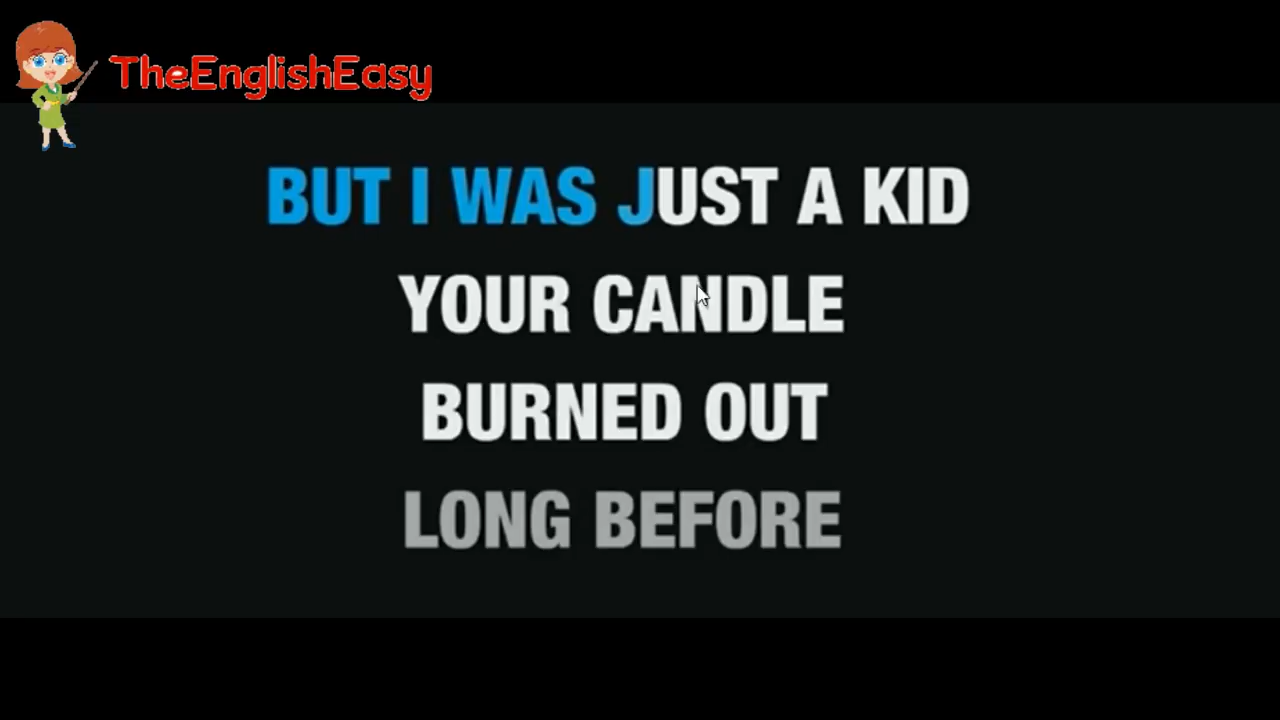 TheEnglishEasy
BUT I WAS JUST A KID
YOUR CANDLE
BURNED OUT
LONG BEFORE